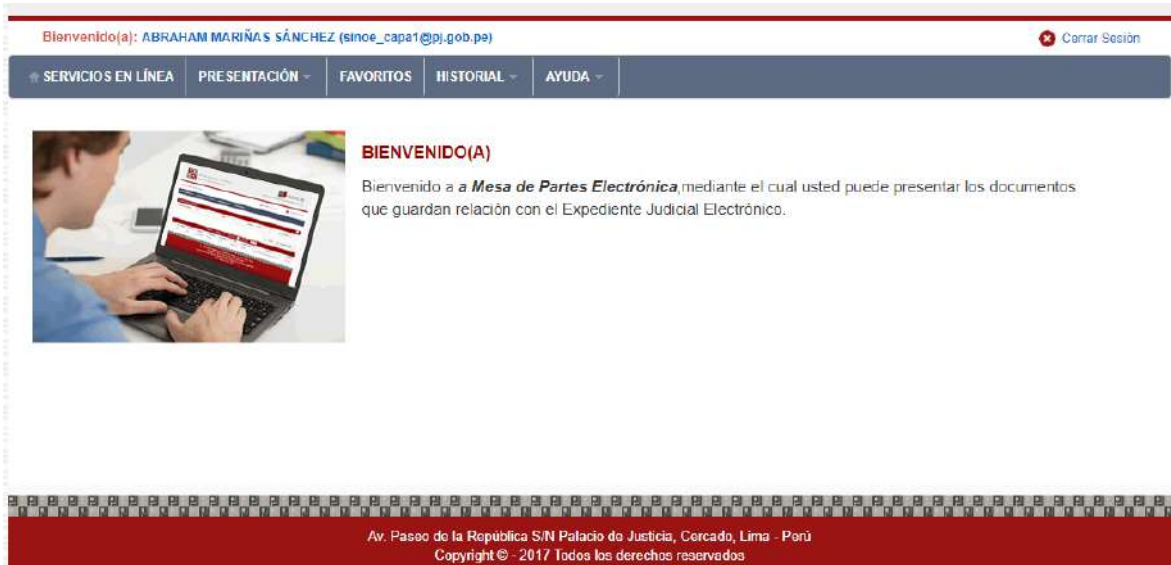 Bienvenido(a): ABRAHAM MARIÑAS SÁNCHEZ (sinoe_capa1@pj.gob.pe)
Cerrar Sesión
SERVICIOS EN LÍNEA PRESENTACIÓN FAVORITOS HISTORIAL AYUDA
BIENVENIDO(A)
Bienvenido a a Mesa de Partes Electrónica,mediante el cual usted puede presentar los documentos
que guardan relación con el Expediente Judicial Electrónico.
Av. Paseo de la República S/N Palacio de Justicia, Cercado, Lima - Perú
Copyright © - 2017 Todos los derechos reservados